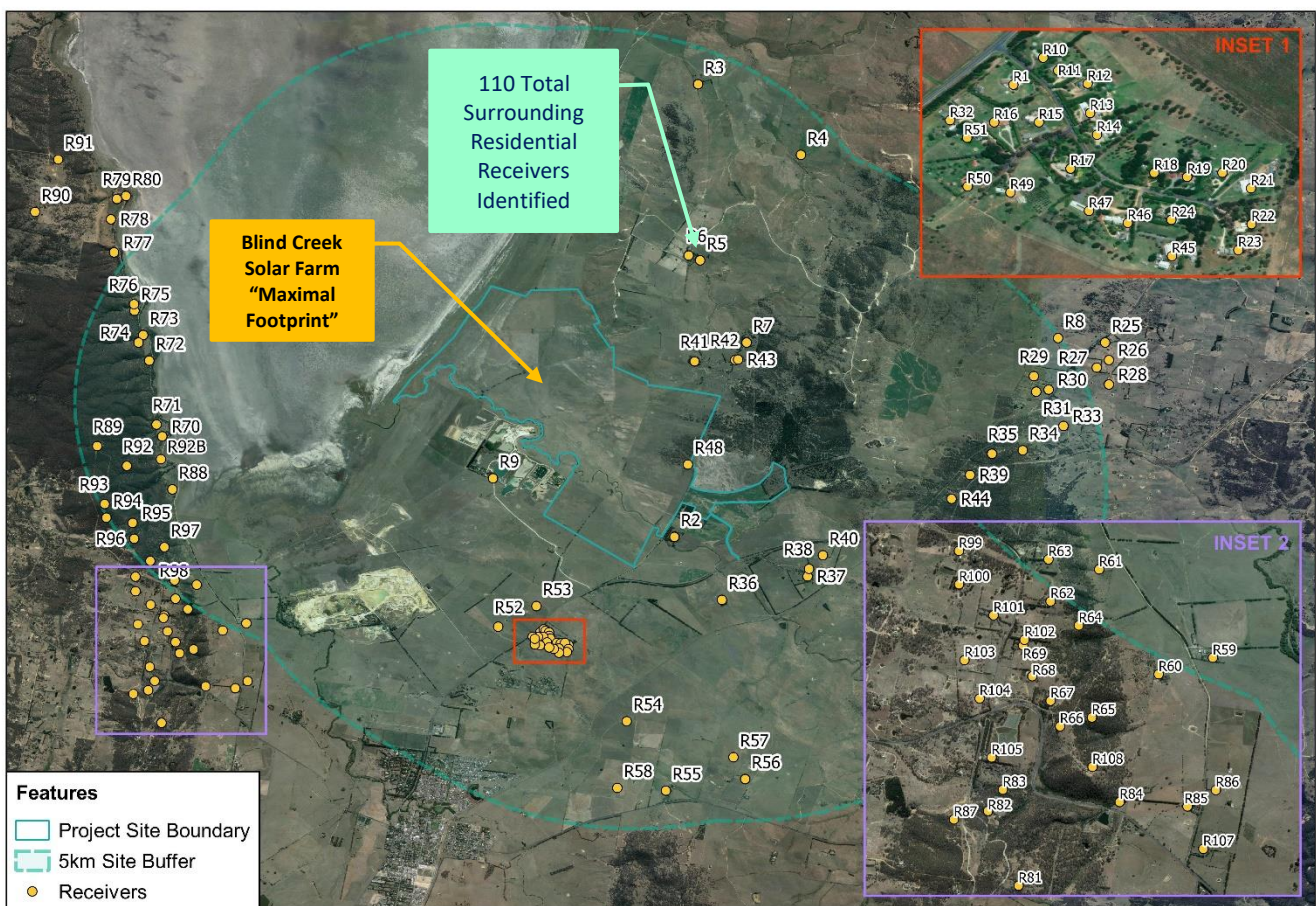 INSET 1
R10
R11
R1
R12
R13
R32
R16
R15
R14
R51
R17
R18
R19
R20
R21
R50
R49
R47
R46
R24
R22
R45
R23
110 Total
Surrounding
Residential
Receivers
Identified
R3
R4
R91
R90
R79
R80
R78
R77
Blind Creek
Solar Farm
“Maximal
Footprint”
R5
R76
R75
R74
R73
R72
R41
R42
R7
R43
R8
R25
R29
R27
R26
R30
R28
R31
R33
R71
R70
R89
R92
R92B
R88
R93
R94
R95
R96
R97
R98
R9
R48
R2
R35
R34
R39
R44
R38
R40
R37
R36
R53
R52
R54
R57
R56
R58
R55
INSET 2
R99
R63
R61
R100
R62
R101
R64
R102
R69
R103
R68
R60
R59
R104
R67
R66
R65
R105
R108
R83
R82
R87
R84
R85
R86
R107
R81
Features
Project Site Boundary
5km Site Buffer
Receivers